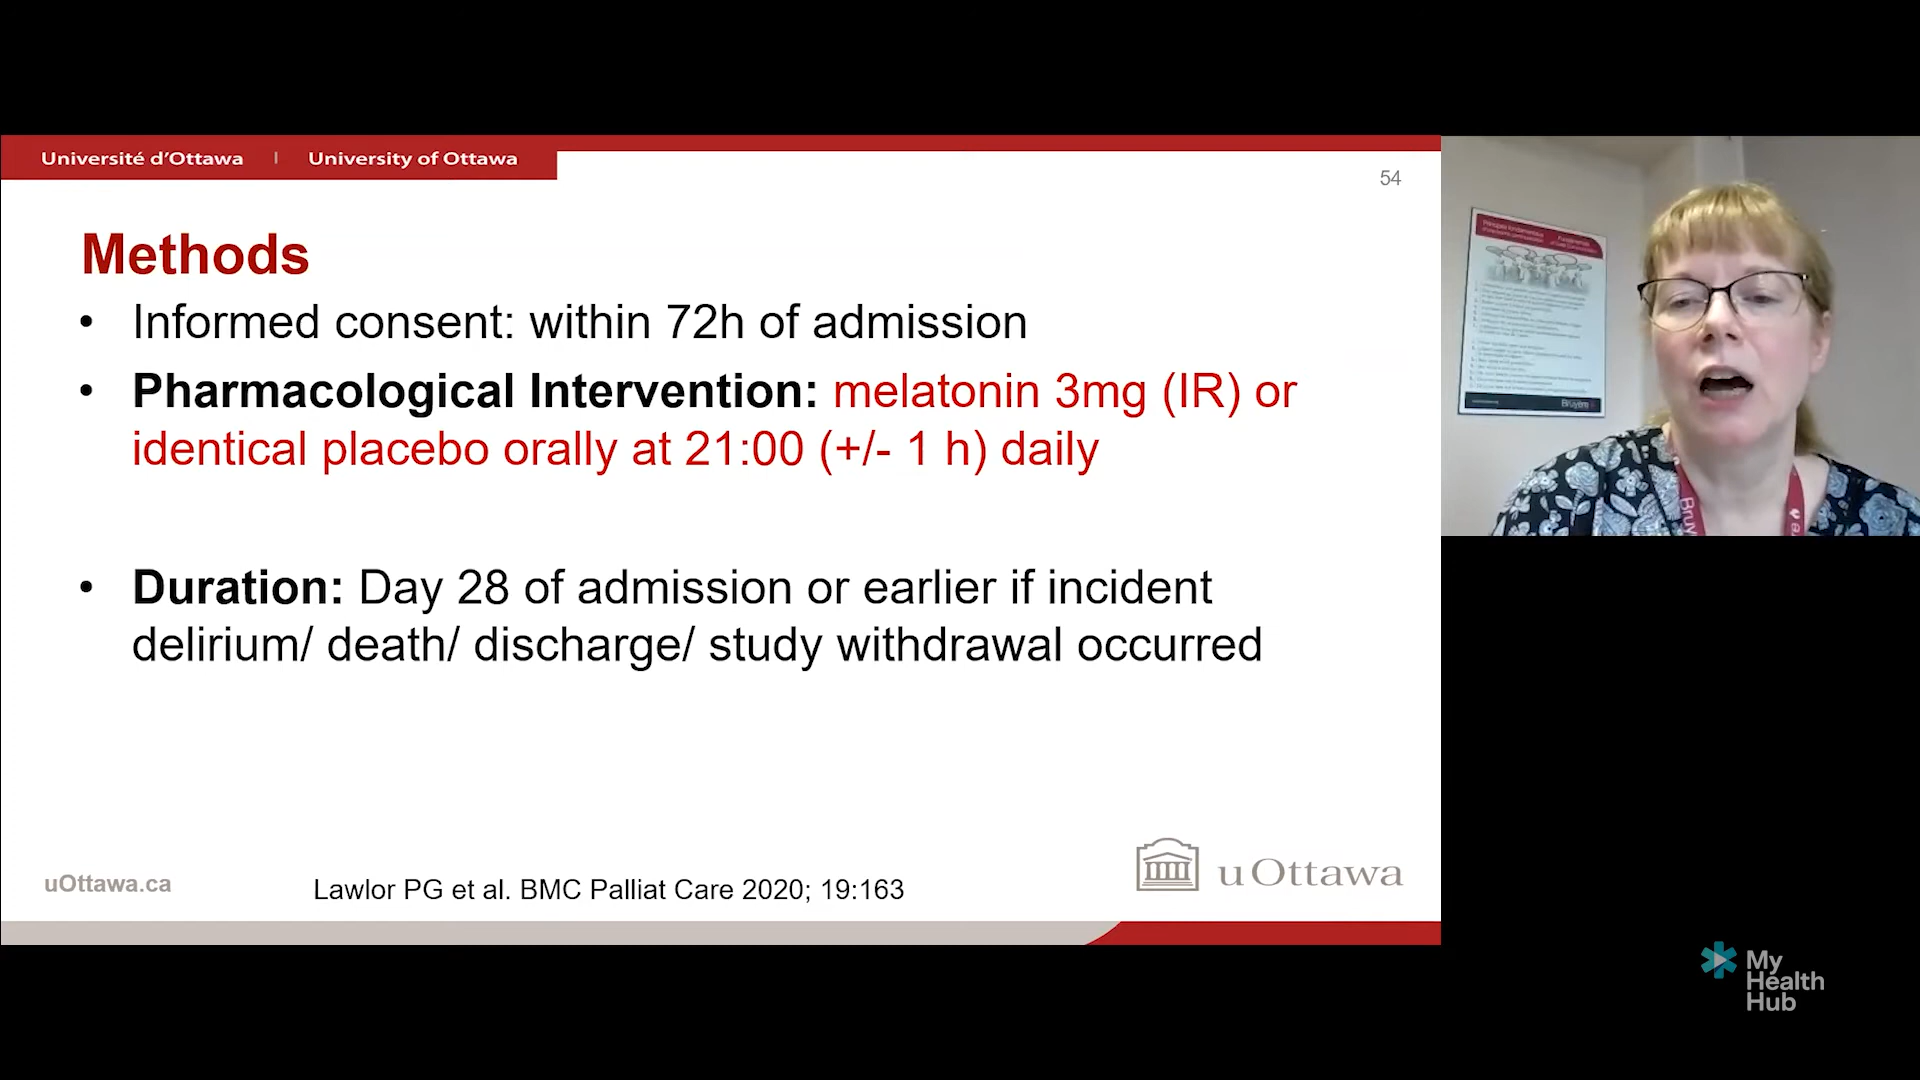 Université d'Ottawa | University of Ottawa
54
Methods
• Informed consent: within 72h of admission
• Pharmacological Intervention: melatonin 3mg (IR) or
identical placebo orally at 21:00 (+/- 1 h) daily
• Duration: Day 28 of admission or earlier if incident
delirium/ death/ discharge/ study withdrawal occurred
uOttawa.ca
Lawlor PG et al. BMC Palliat Care 2020; 19:163
uOttawa
Bruyère
My
Health
Hub